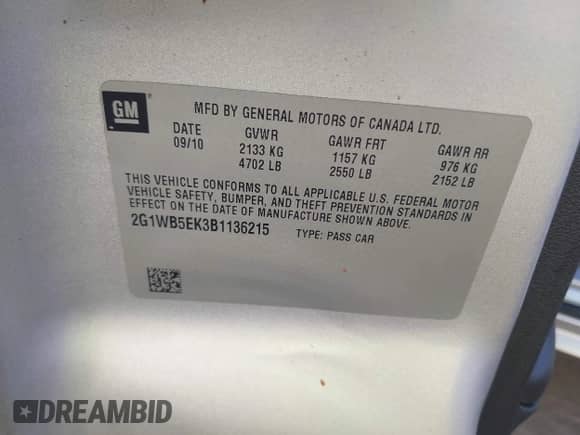 GM
MFD BY GENERAL MOTORS OF CANADA LTD.
DATE GVWR GAWR FRT GAWR RR
09/10 2133 KG 1157 KG 976 KG
4702 LB 2550 LB 2152 LB
THIS VEHICLE CONFORMS TO ALL APPLICABLE U.S. FEDERAL MOTOR
VEHICLE SAFETY, BUMPER, AND THEFT PREVENTION STANDARDS IN
EFFECT ON THE DATE OF MANUFACTURE SHOWN ABOVE.
2G1WB5EK3B1136215 TYPE: PASS CAR
DREAMBID